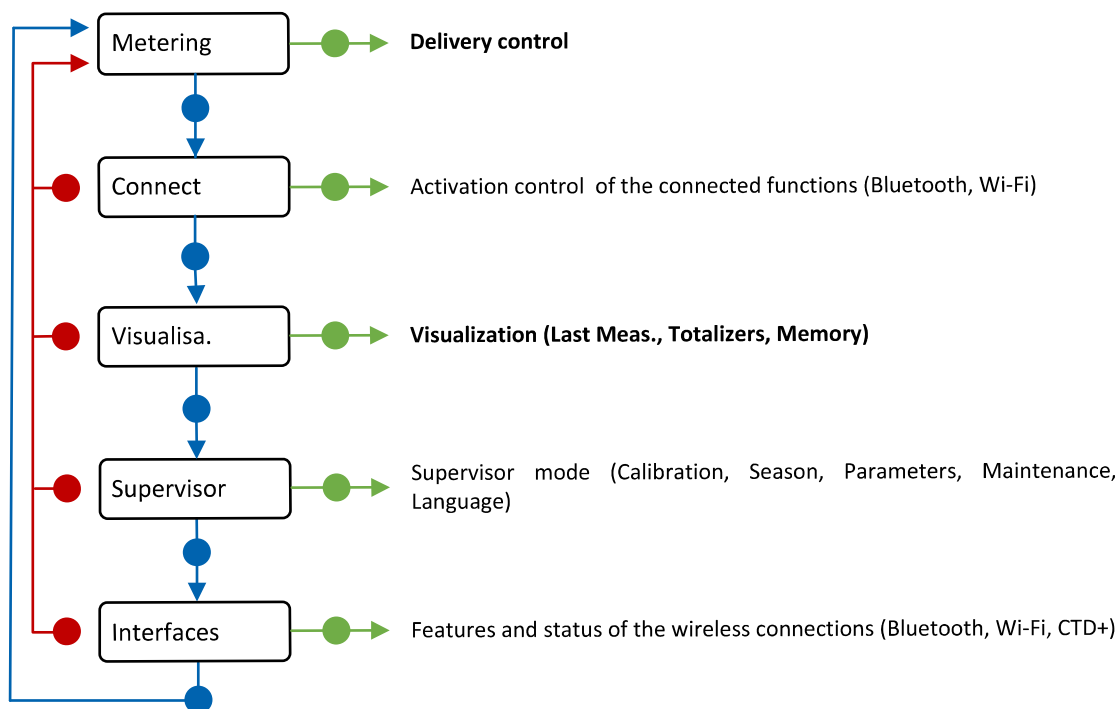 Metering
Delivery control
Connect
Activation control of the connected functions (Bluetooth, Wi-Fi)
Visualisa.
Visualization (Last Meas., Totalizers, Memory)
Supervisor
Supervisor mode (Calibration, Season, Parameters, Maintenance,
Language)
Interfaces
Features and status of the wireless connections (Bluetooth, Wi-Fi, CTD+)